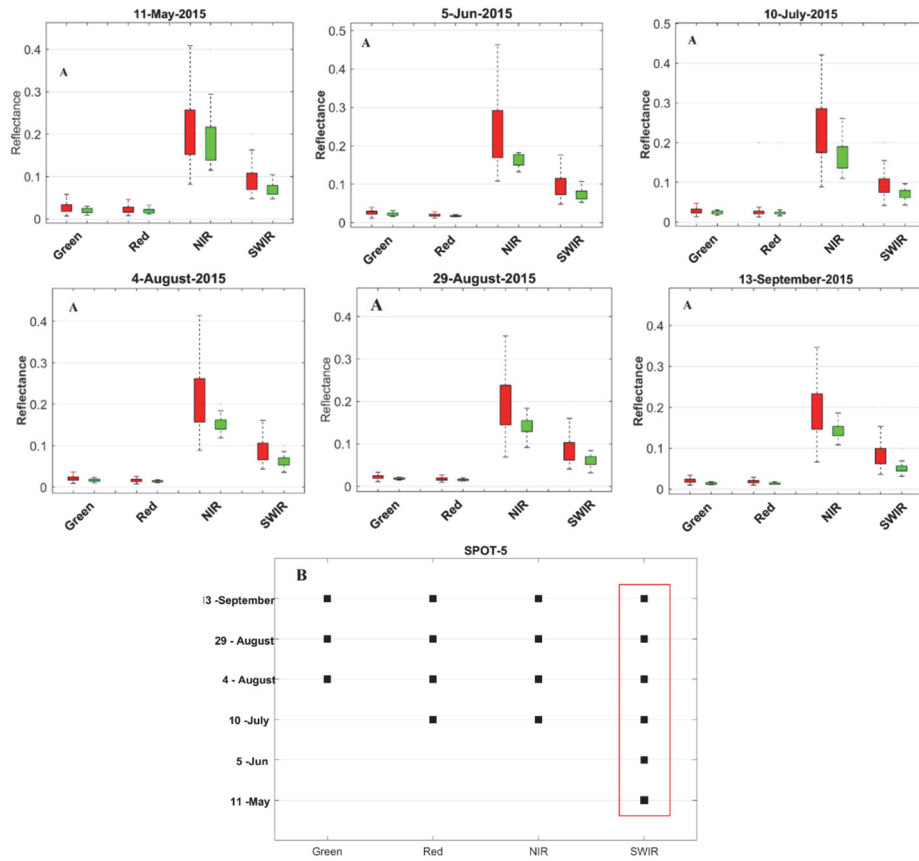 11-May-2015
A
Reflectance
0.4
0.3
0.2
0.1
0
Green
Red
NIR
SWIR
5-Jun-2015
A
Reflectance
0.5
0.4
0.3
0.2
0.1
0
Green
Red
NIR
SWIR
10-July-2015
A
Reflectance
0.5
0.4
0.3
0.2
0.1
0
Green
Red
NIR
SWIR
4-August-2015
A
Reflectance
0.4
0.3
0.2
0.1
0
Green
Red
NIR
SWIR
29-August-2015
A
Reflectance
0.4
0.3
0.2
0.1
0
Green
Red
NIR
SWIR
13-September-2015
A
Reflectance
0.4
0.3
0.2
0.1
0
Green
Red
NIR
SWIR
SPOT-5
B
13 -September
29 - August
4 - August
10 -July
5 -Jun
11 -May
Green
Red
NIR
SWIR